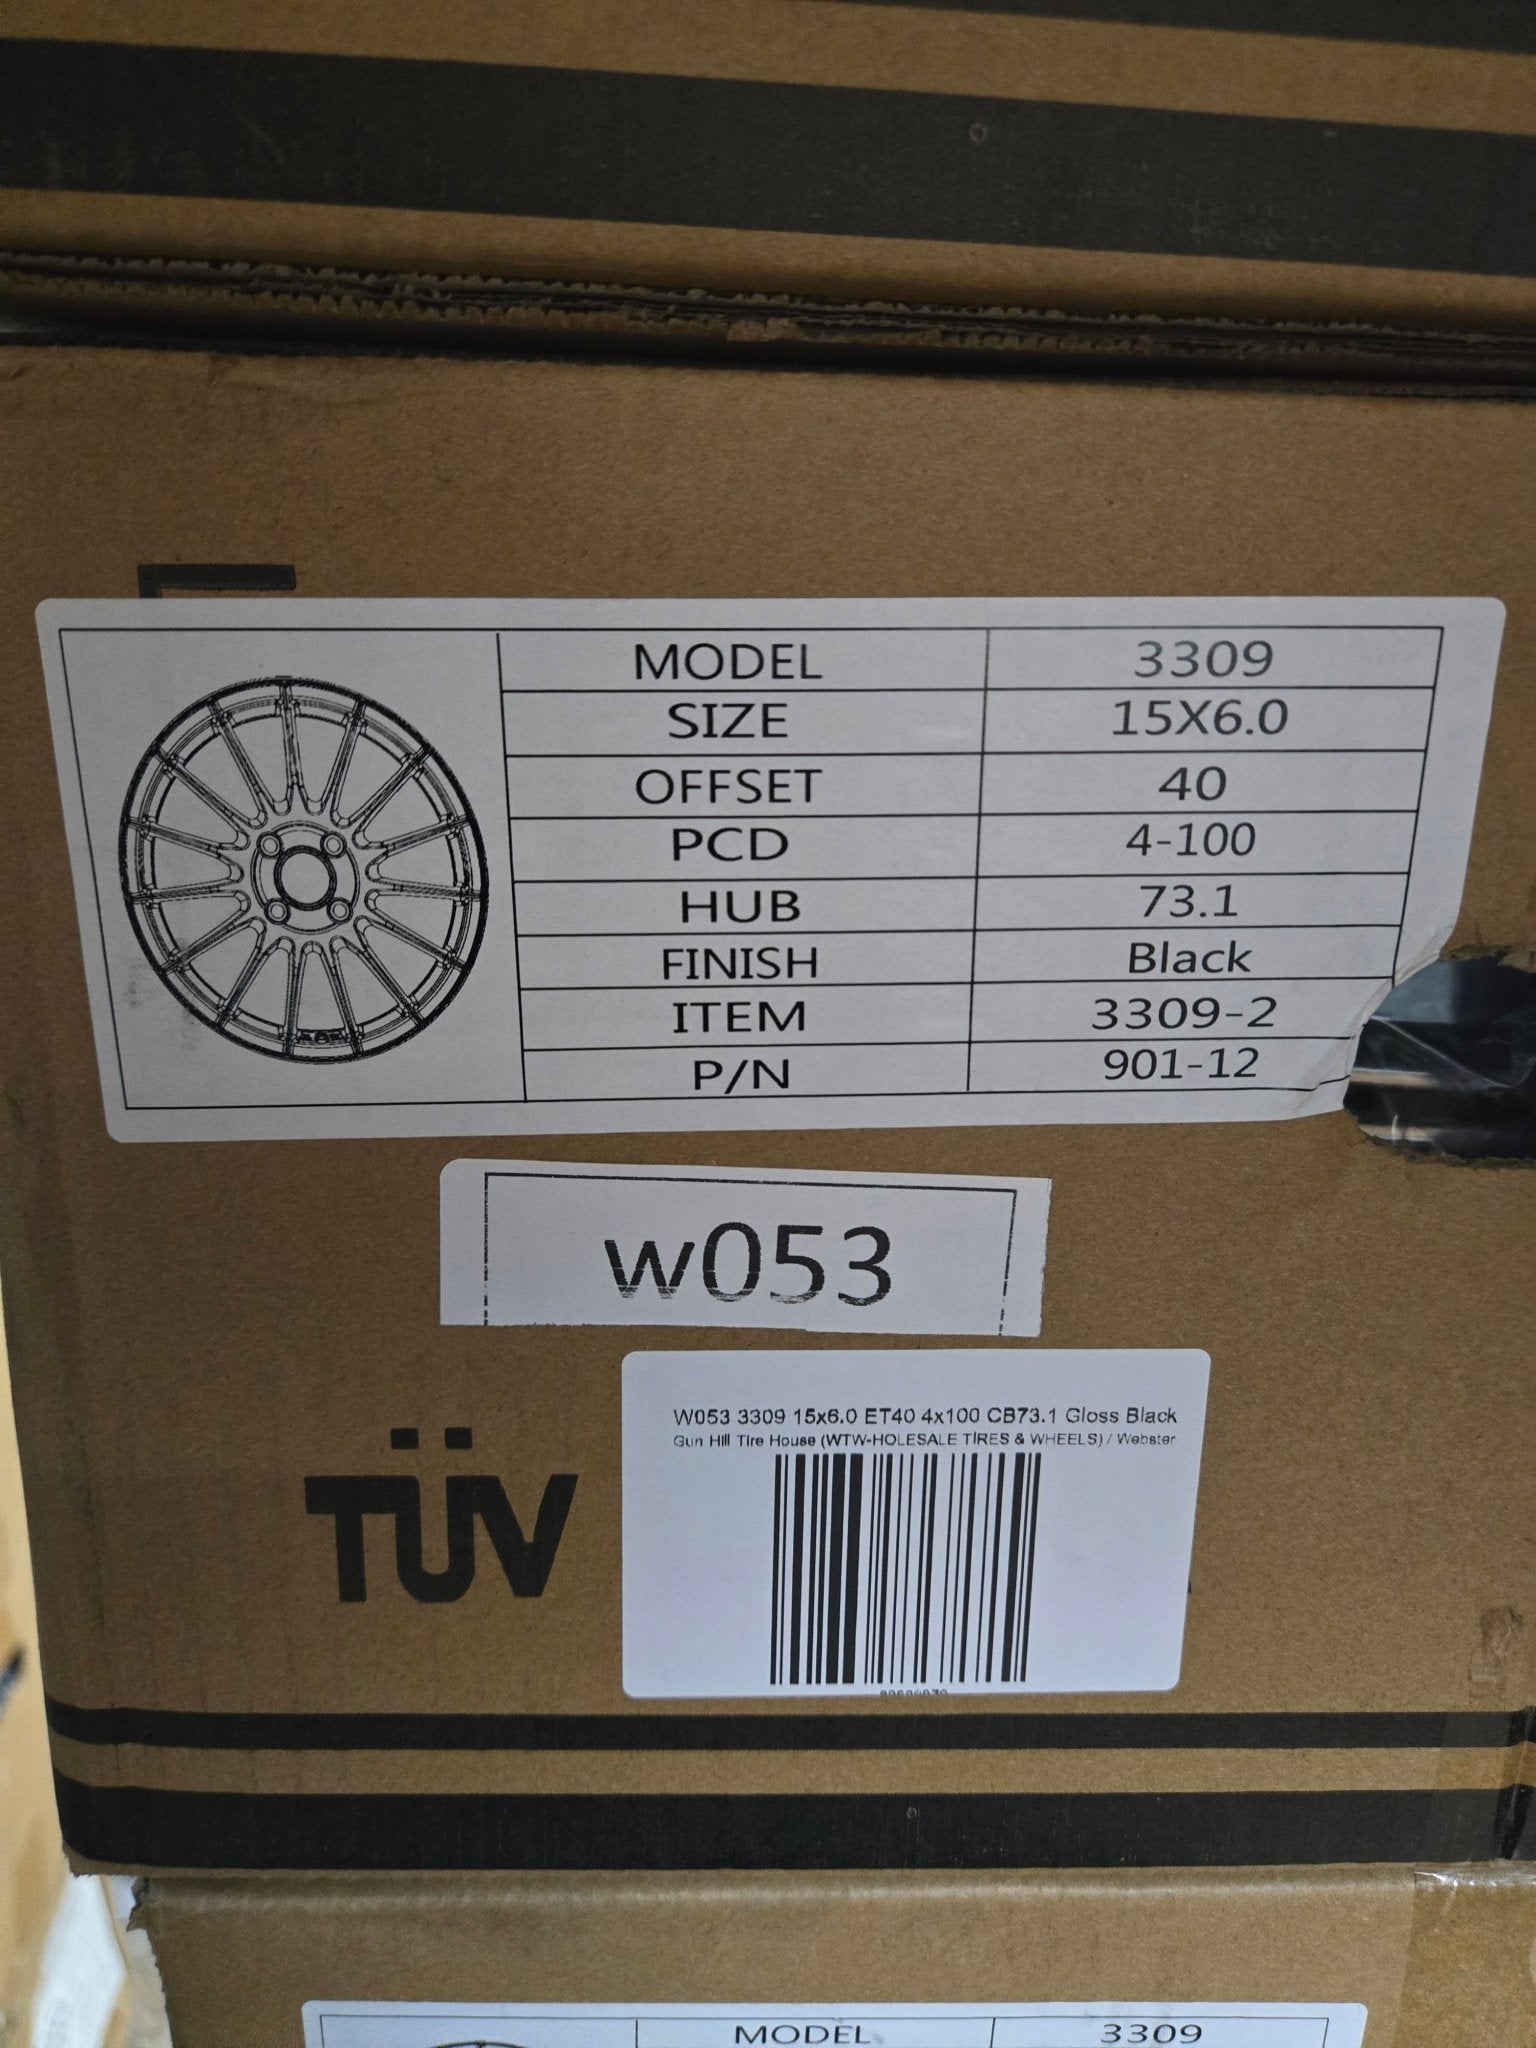 MODEL 3309
SIZE 15X6.0
OFFSET 40
PCD 4-100
HUB 73.1
FINISH Black
ITEM 3309-2
P/N 901-12
w053
W053 3309 15x6.0 ET40 4x100 CB73.1 Gloss Black
Gun Hill Tire House (WTW-HOLESALE TIRES & WHEELS) / Webster
TÜV
MODEL 3309